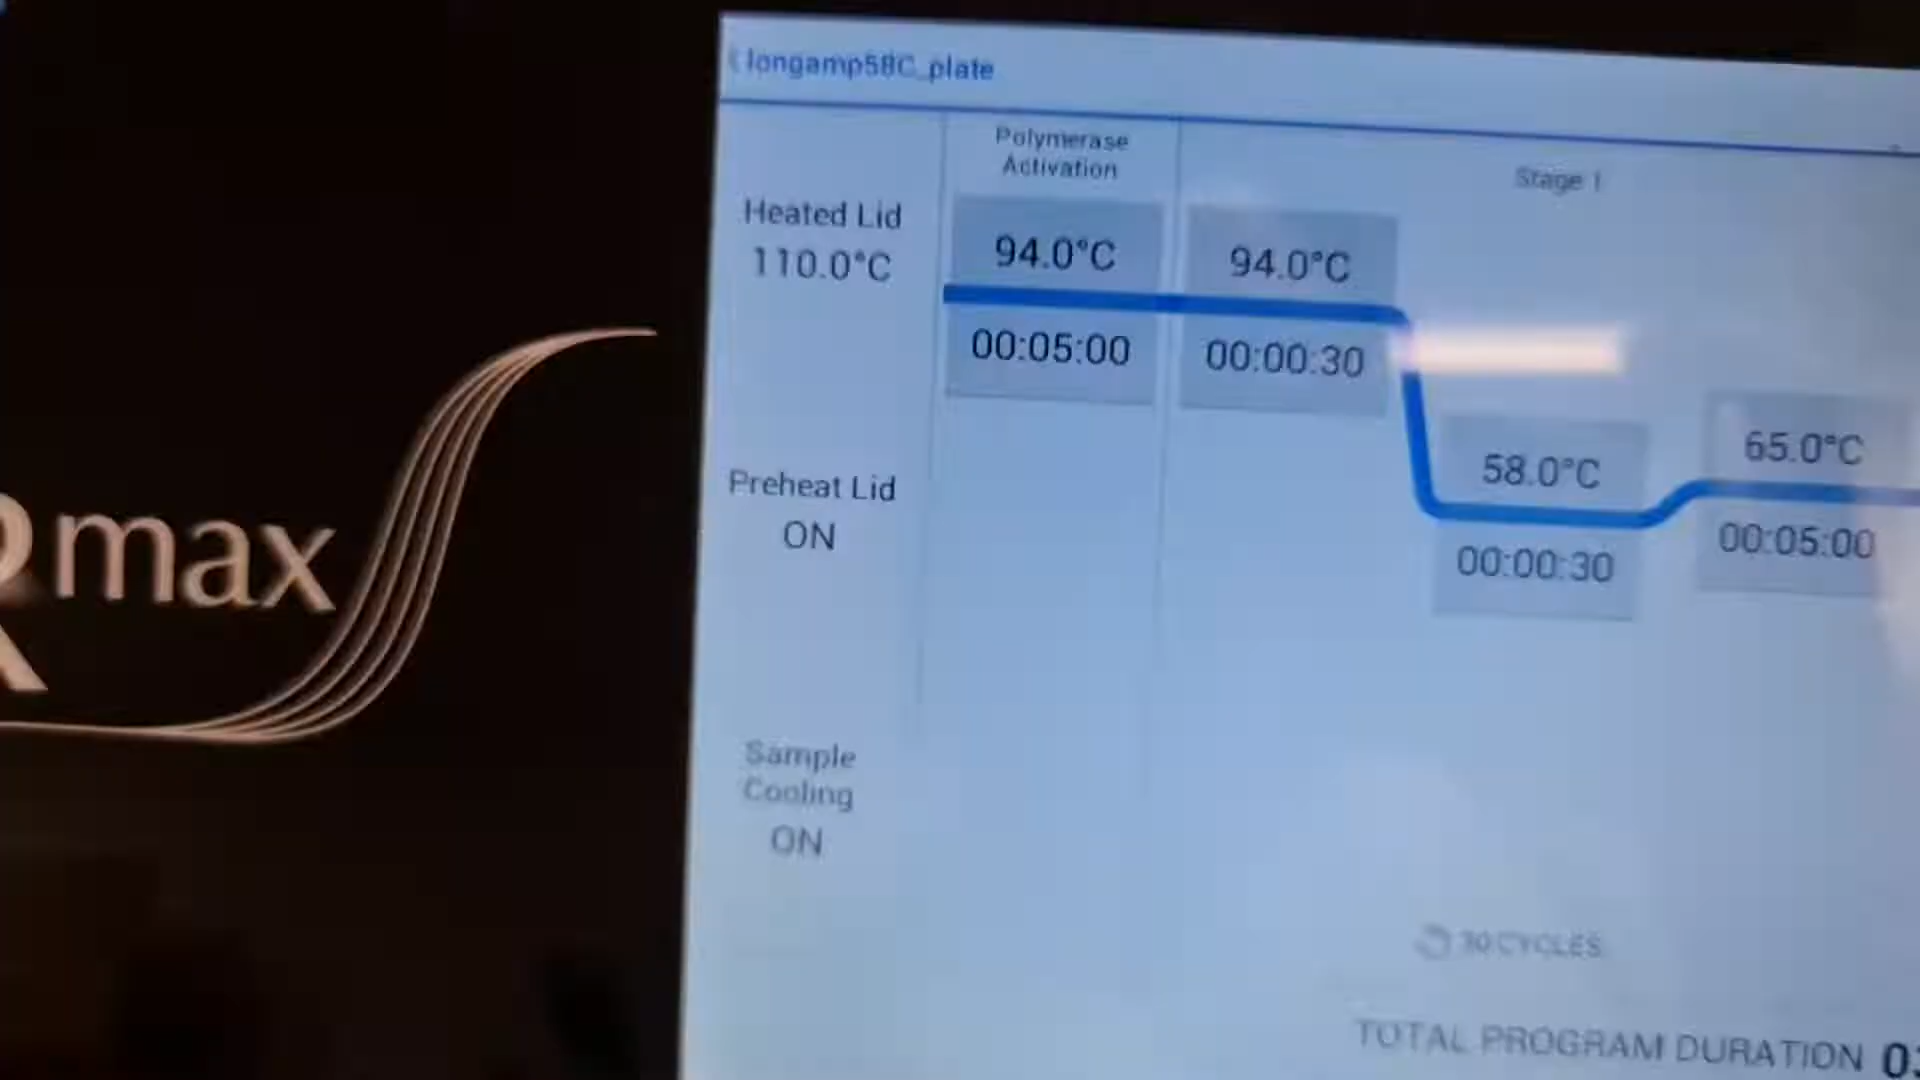 longamp58C_plate
Polymerase
Activation
Stage 1
Heated Lid
110.0°C
94.0°C
94.0°C
00:05:00
00:00:30
58.0°C
65.0°C
00:00:30
00:05:00
Preheat Lid
ON
max
Sample
Cooling
ON
30 CYCLES
TOTAL PROGRAM DURATION